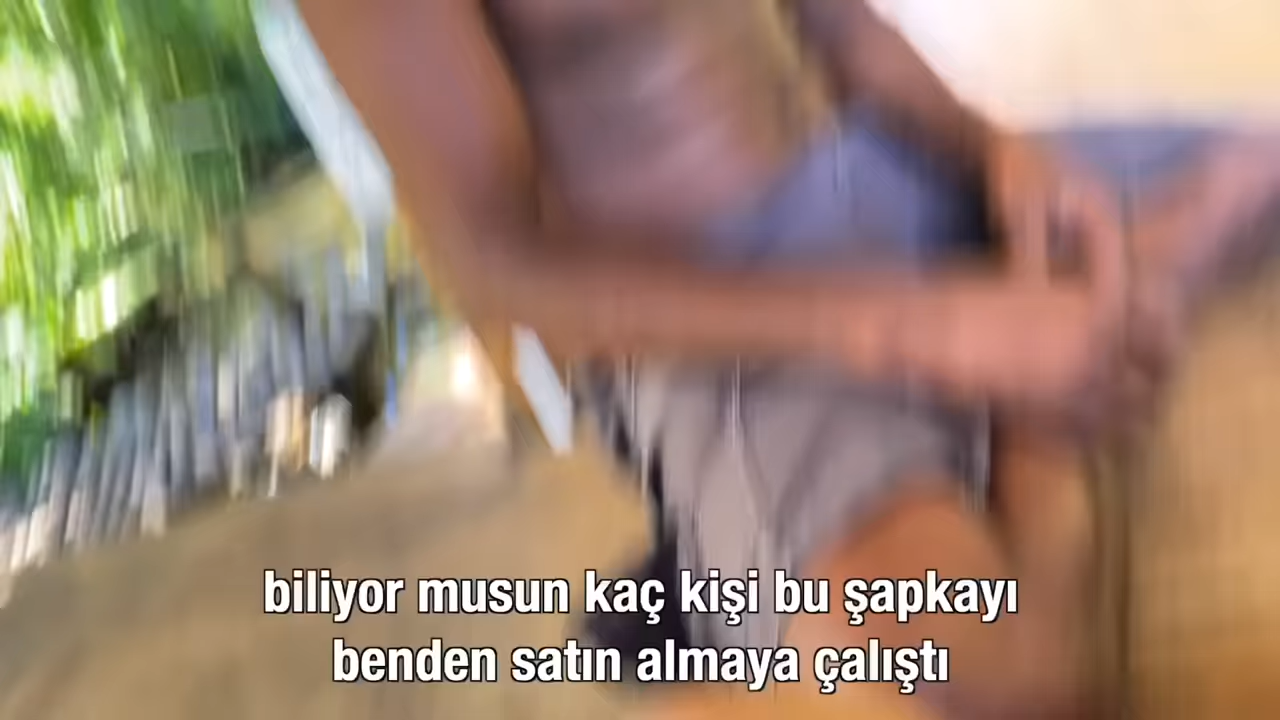 biliyor musun kaç kişi bu şapkayı
benden satın almaya çalıştı